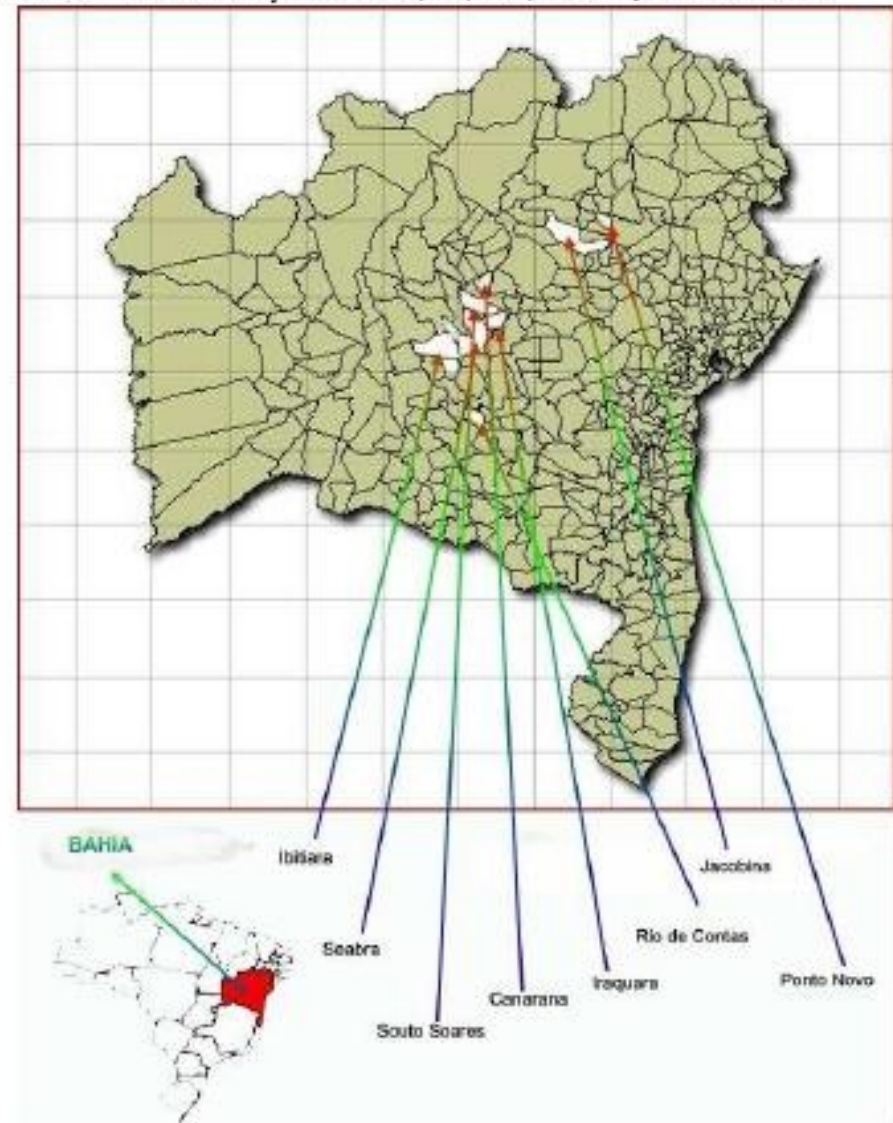 BAHIA
Ibitiara
Jacobina
Seabra
Rio de Contas
Iraquara
Ponto Novo
Canarana
Souto Soares